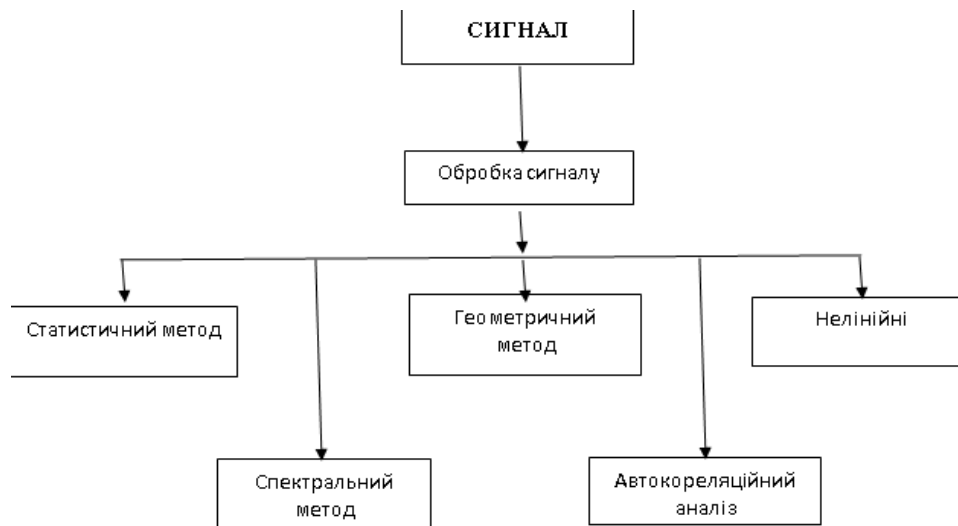 СИГНАЛ
Обробка сигналу
Статистичний метод
Геометричний
метод
Нелінійні
Спектральний
метод
Автокореляційний
аналіз